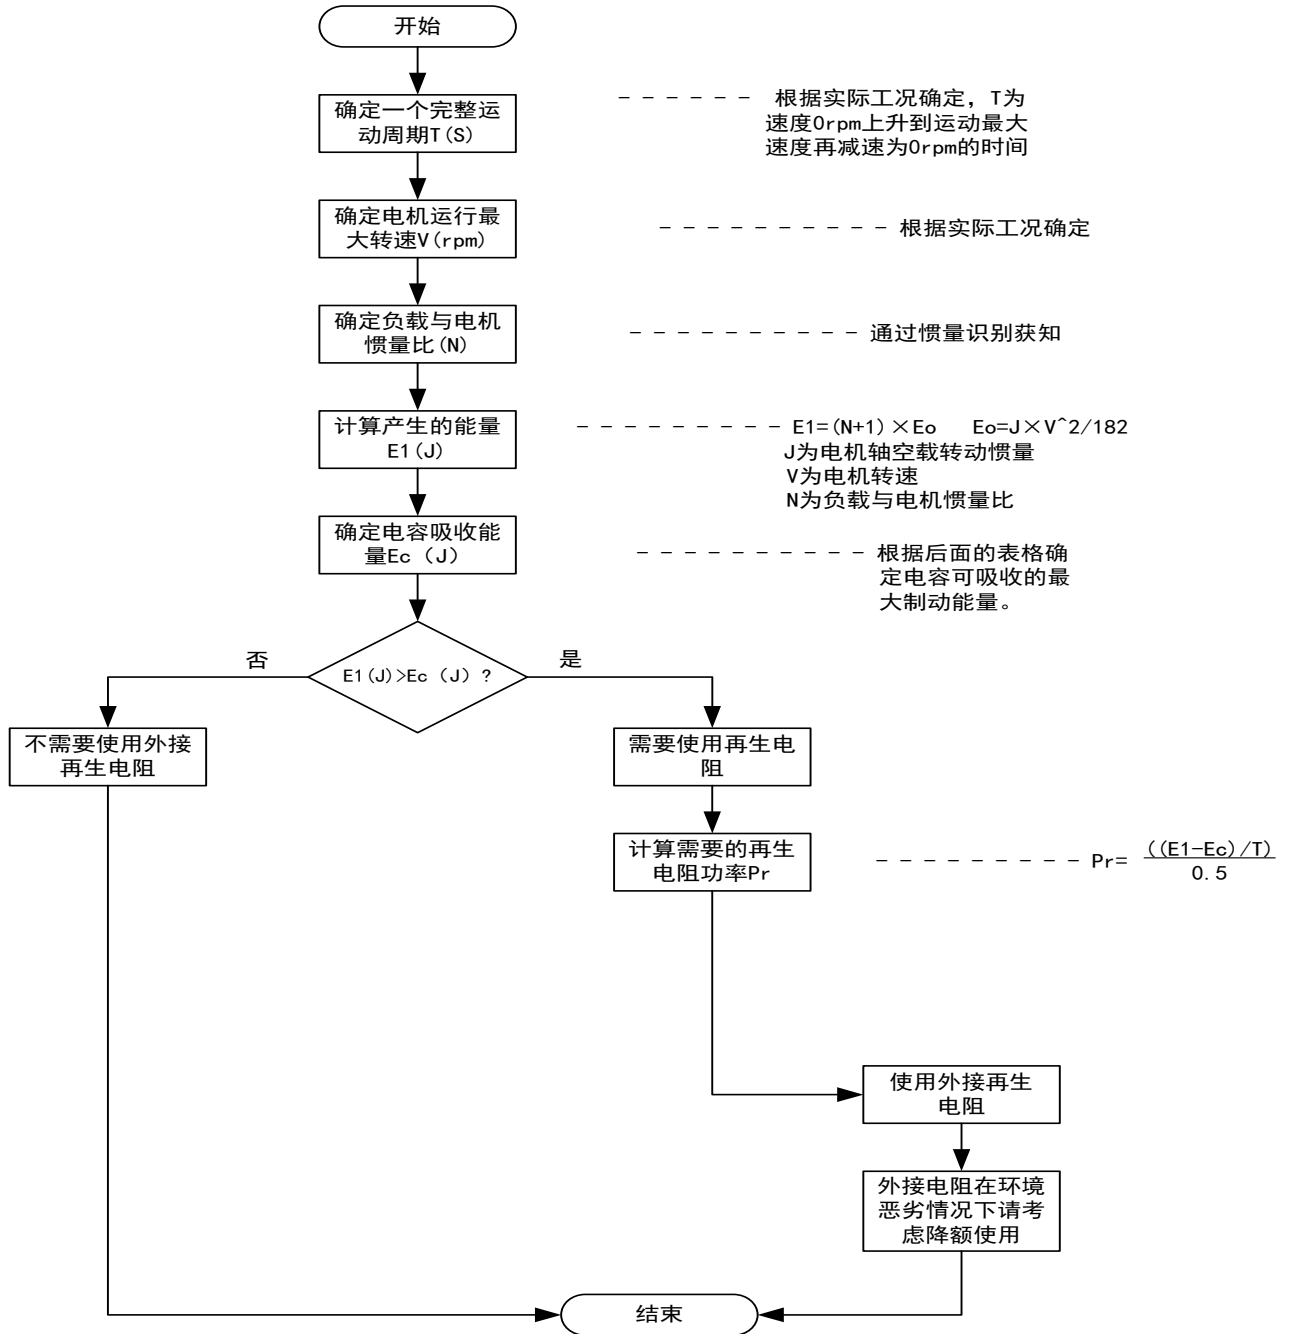 开始
确定一个完整运
动周期T(S)
- - - - - - 根据实际工况确定，T为
速度0rpm上升到运动最大
速度再减速为0rpm的时间
确定电机运行最
大转速V(rpm)
- - - - - - - - - - 根据实际工况确定
确定负载与电机
惯量比(N)
- - - - - - - - - - 通过惯量识别获知
计算产生的能量
E1(J)
- - - - - - - - - E1=(N+1)×Eo Eo=J×V^2/182
J为电机轴空载转动惯量
V为电机转速
N为负载与电机惯量比
确定电容吸收能
量Ec（J）
- - - - - - - - - - 根据后面的表格确
定电容可吸收的最
大制动能量。
E1(J)>Ec（J）?
否
是
不需要使用外接
再生电阻
需要使用再生电
阻
计算需要的再生
电阻功率Pr
- - - - - - - - - Pr= ((E1-Ec)/T)
0.5
使用外接再生
电阻
外接电阻在环境
恶劣情况下请考
虑降额使用
结束